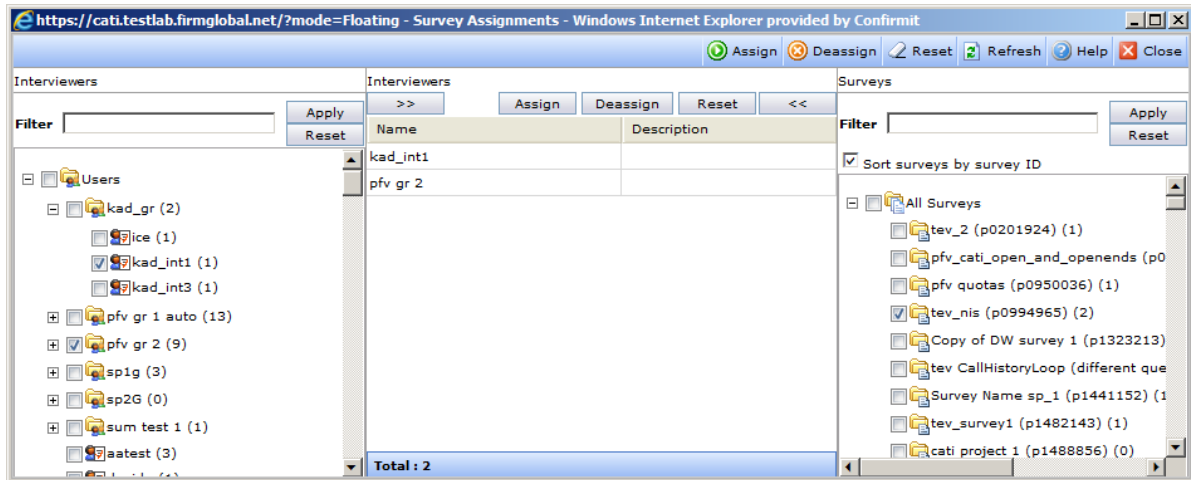 https://cati.testlab.firmglobal.net/?mode=Floating - Survey Assignments - Windows Internet Explorer provided by Confirmit
Assign Deassign Reset Refresh Help Close
Interviewers
Filter
Apply
Reset
Users
kad_gr (2)
ice (1)
kad_int1 (1)
kad_int3 (1)
pfv gr 1 auto (13)
pfv gr 2 (9)
sp1g (3)
sp2G (0)
sum test 1 (1)
aatest (3)
Interviewers
>> Assign Deassign Reset <<
Name Description
kad_int1
pfv gr 2
Total : 2
Surveys
Filter
Apply
Reset
Sort surveys by survey ID
All Surveys
tev_2 (p0201924) (1)
pfv_cati_open_and_openends (p0
pfv quotas (p0950036) (1)
tev_nis (p0994965) (2)
Copy of DW survey 1 (p1323213)
tev CallHistoryLoop (different que
Survey Name sp_1 (p1441152) (1
tev_survey1 (p1482143) (1)
cati project 1 (p1488856) (0)